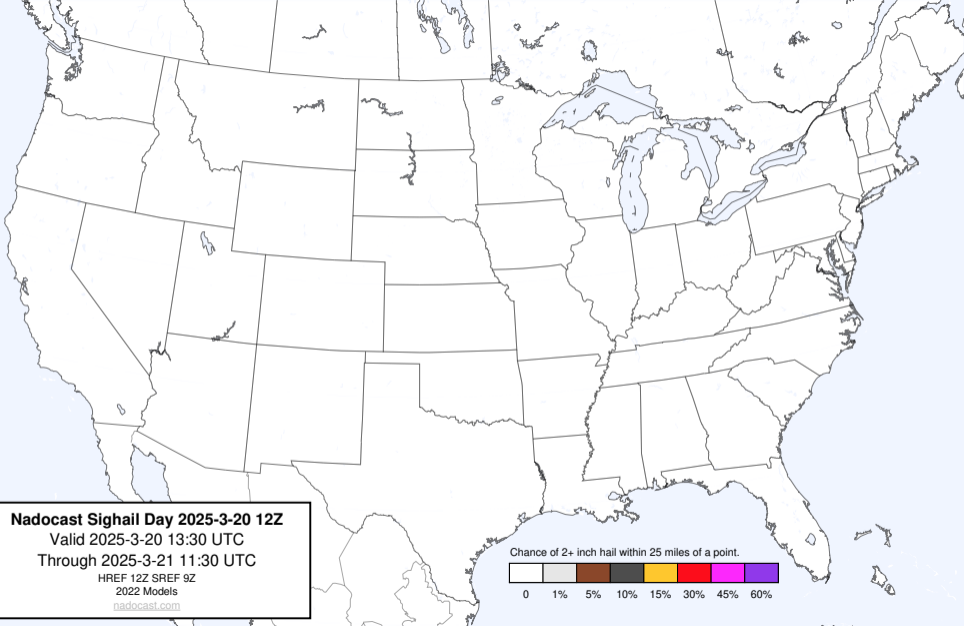 Nadocast Sighail Day 2025-3-20 12Z
Valid 2025-3-20 13:30 UTC
Through 2025-3-21 11:30 UTC
HREF 12Z SREF 9Z
2022 Models
nadocast.com
Chance of 2+ inch hail within 25 miles of a point.
0 1% 5% 10% 15% 30% 45% 60%